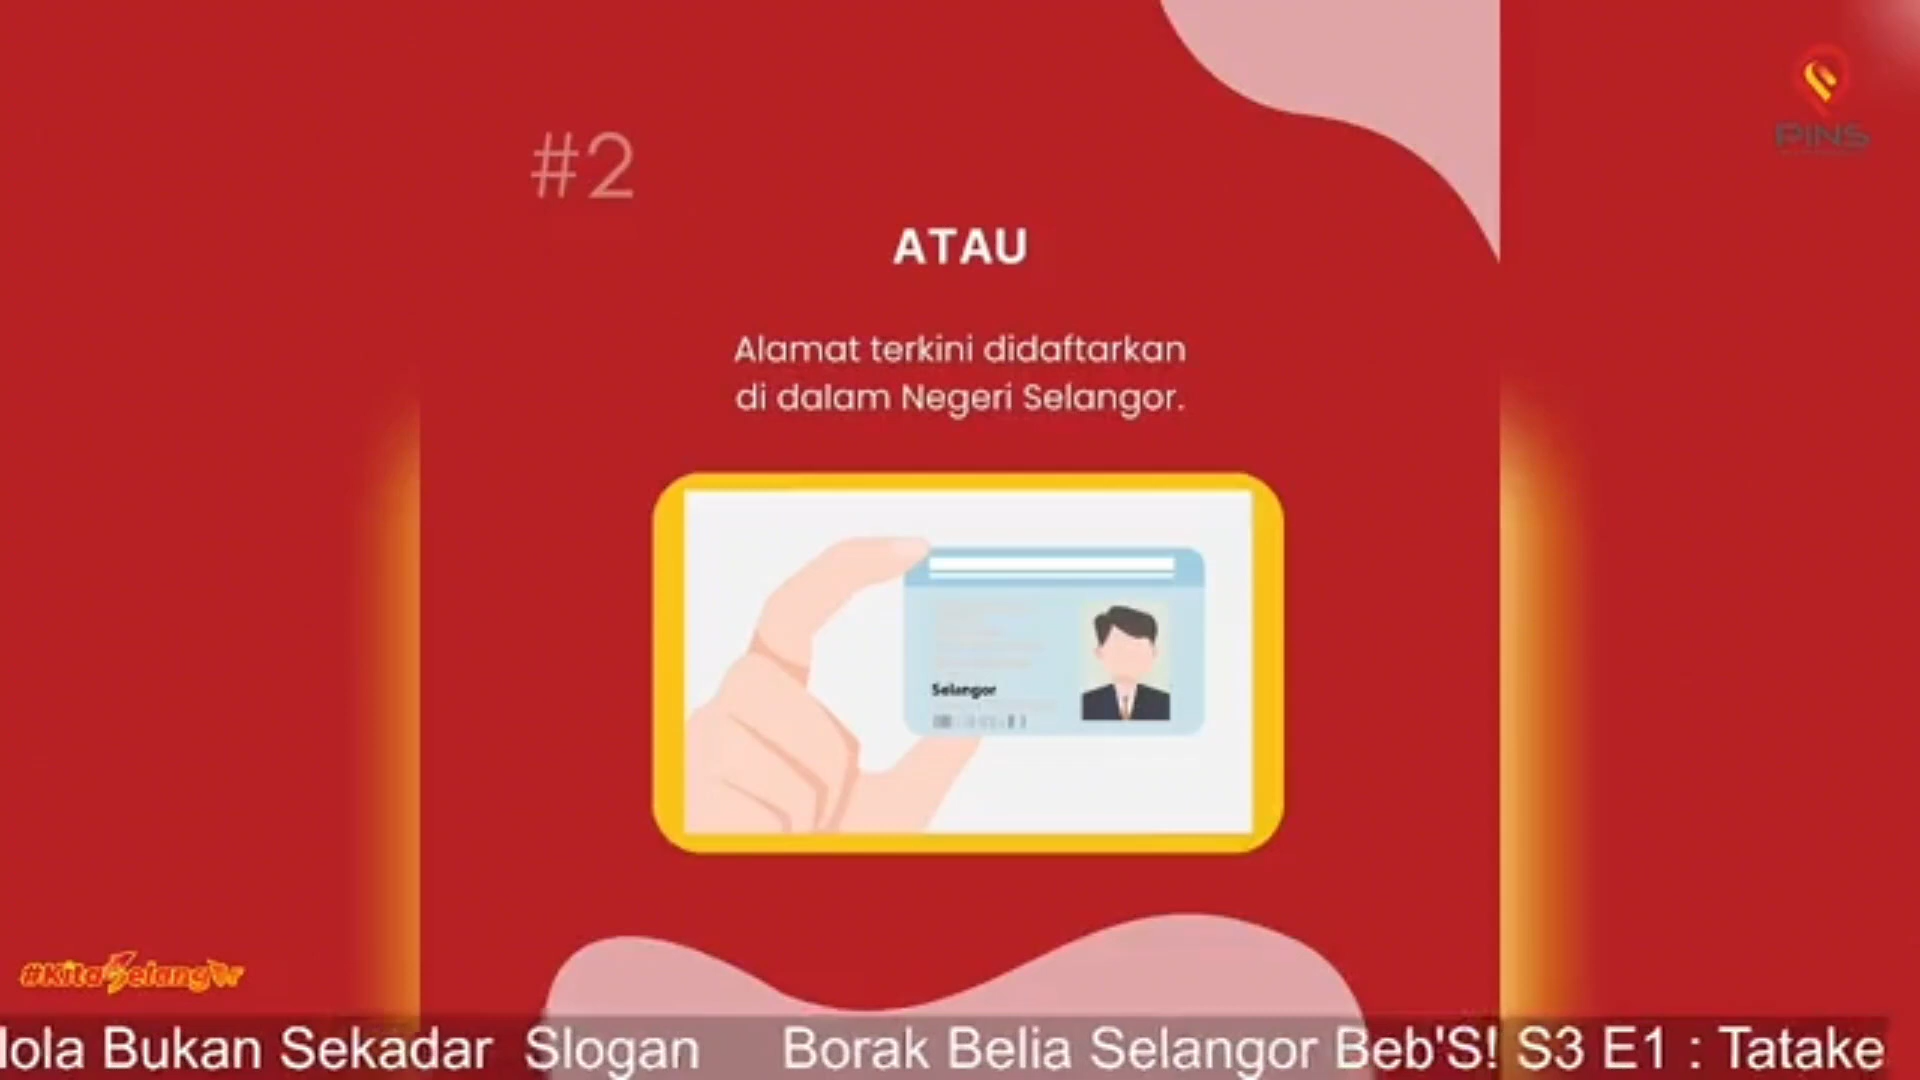 #2
PINS
ATAU
Alamat terkini didaftarkan
di dalam Negeri Selangor.
Selangor
#KitaSelangor
Bukan Sekadar Slogan Borak Belia Selangor Beb'S! S3 E1 : Tatake